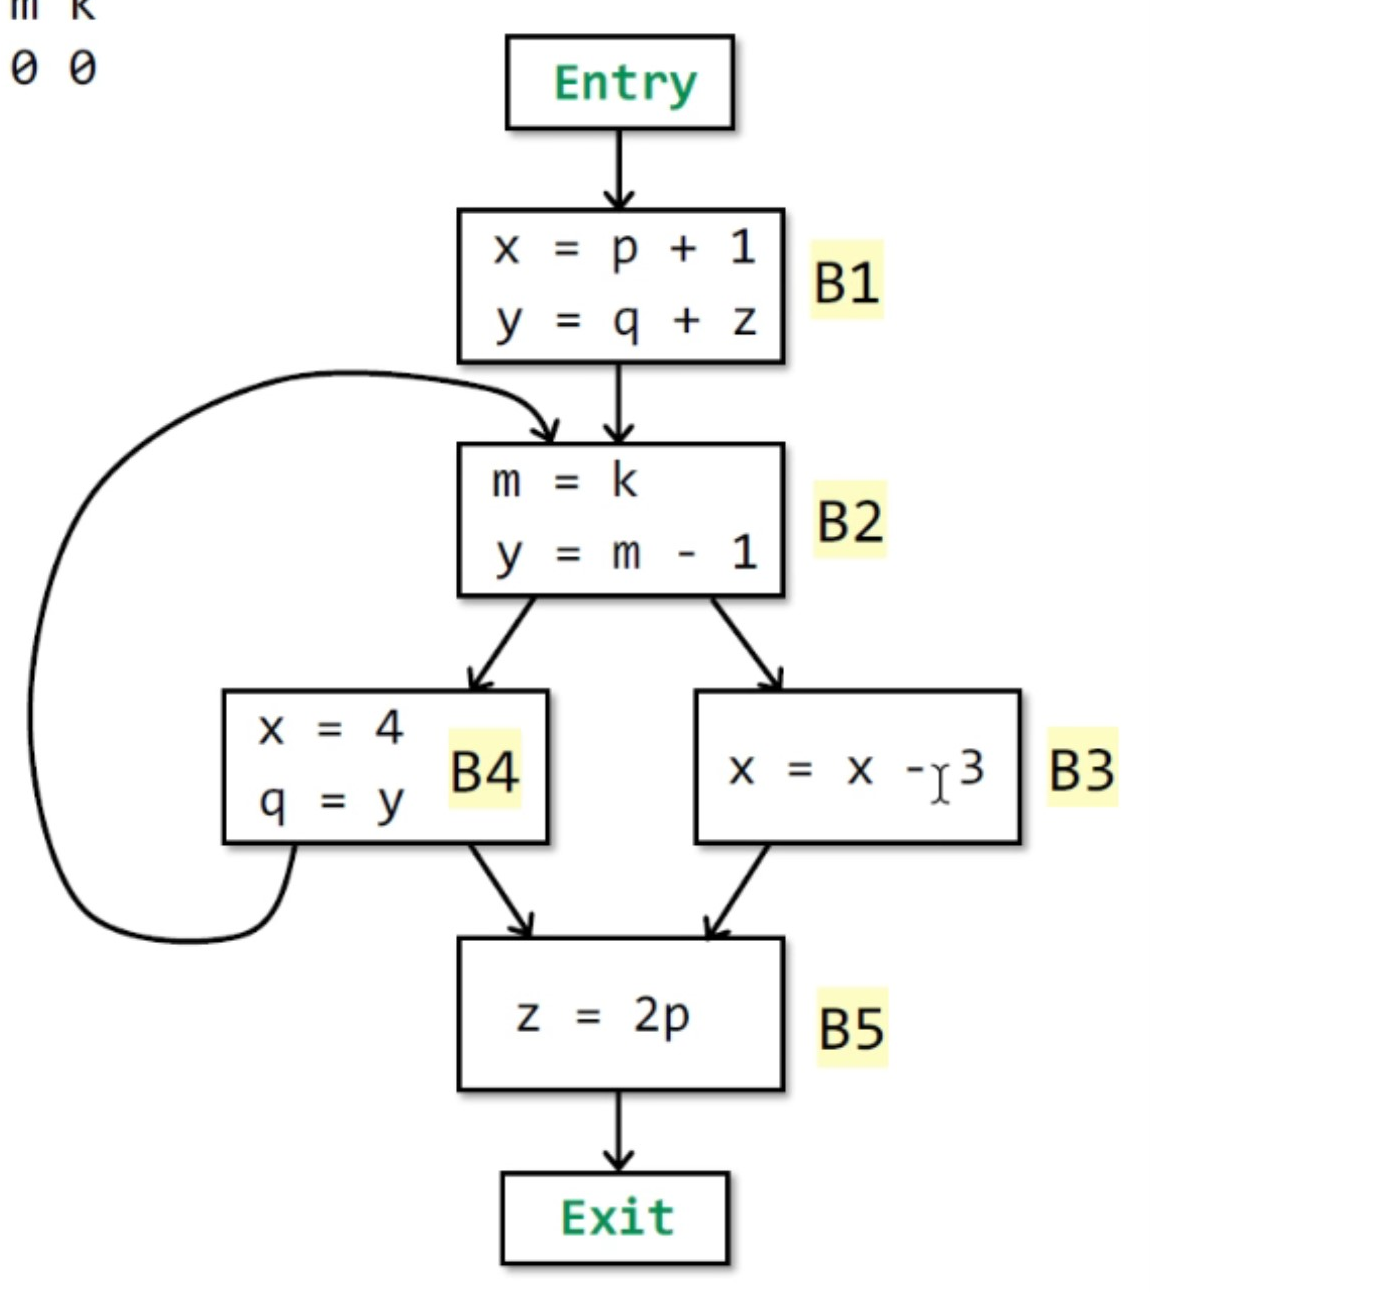 m k
0 0
Entry
x = p + 1
y = q + z
B1
m = k
y = m - 1
B2
x = 4
q = y
B4
x = x - 3
B3
z = 2p
B5
Exit